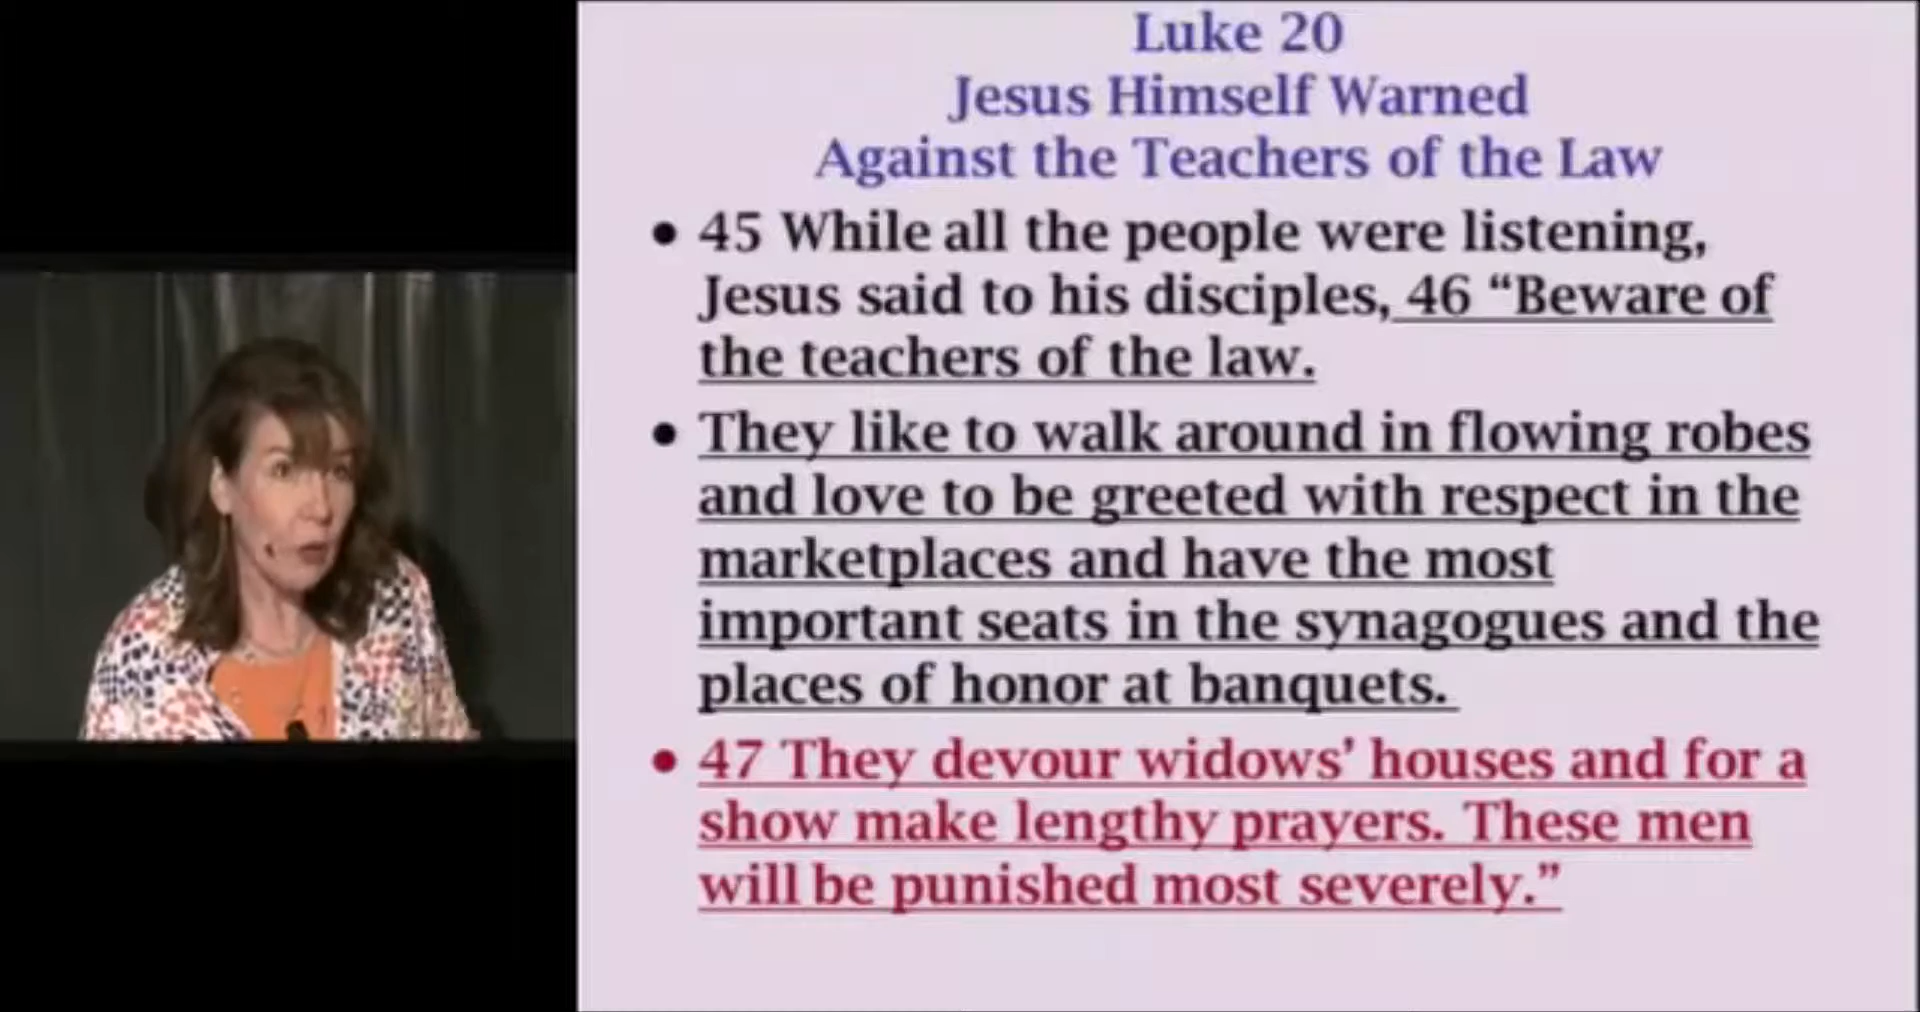 Luke 20
Jesus Himself Warned
Against the Teachers of the Law
• 45 While all the people were listening,
Jesus said to his disciples, 46 “Beware of
the teachers of the law.
• They like to walk around in flowing robes
and love to be greeted with respect in the
marketplaces and have the most
important seats in the synagogues and the
places of honor at banquets.
• 47 They devour widows’ houses and for a
show make lengthy prayers. These men
will be punished most severely.”